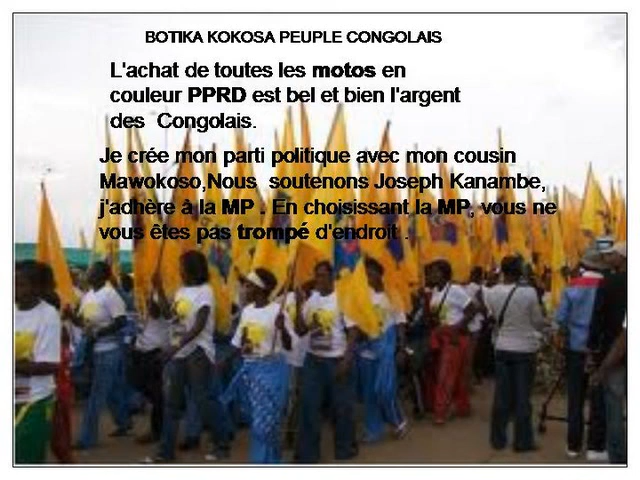 BOTIKA KOKOSA PEUPLE CONGOLAIS
L'achat de toutes les motos en
couleur PPRD est bel et bien l'argent
des Congolais.
Je crée mon parti politique avec mon cousin
Mawokoso,Nous soutenons Joseph Kanambe,
j'adhère à la MP . En choisissant la MP, vous ne
vous êtes pas trompé d'endroit .